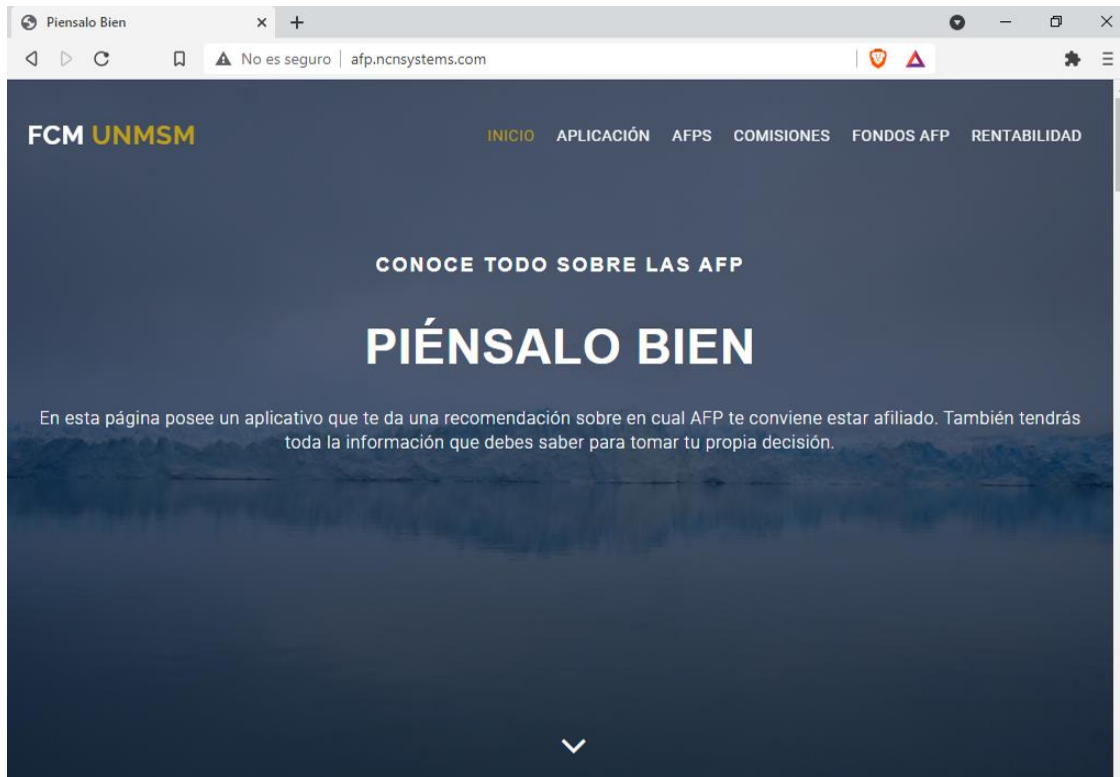 Piensalo Bien
No es seguro afp.ncnsystems.com
FCM UNMSM
INICIO APLICACIÓN AFPS COMISIONES FONDOS AFP RENTABILIDAD
CONOCE TODO SOBRE LAS AFP
PIÉNSALO BIEN
En esta página posee un aplicativo que te da una recomendación sobre en cual AFP te conviene estar afiliado. También tendrás
toda la información que debes saber para tomar tu propia decisión.